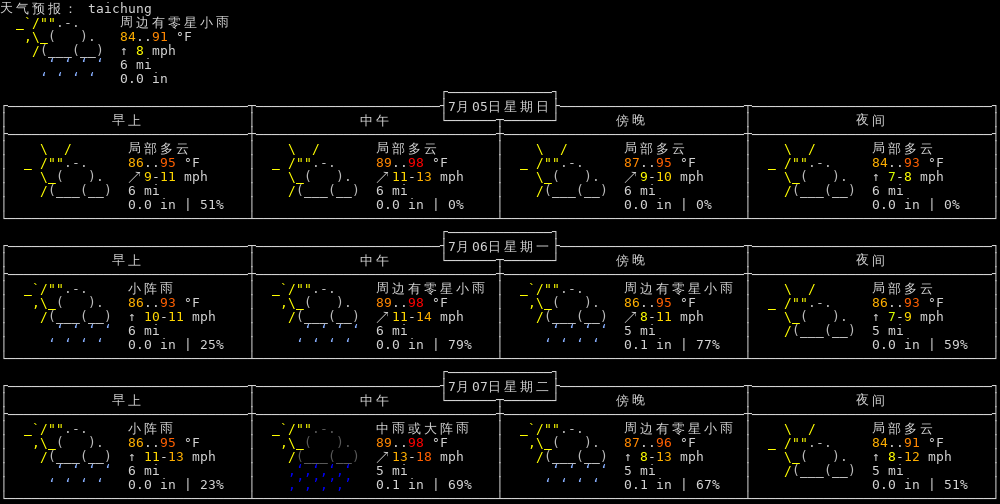 天气预报： taichung
周边有零星小雨
84..91 °F
↑ 8 mph
6 mi
0.0 in
7月05日星期日
早上 中午 傍晚 夜间
局部多云 局部多云 局部多云 局部多云
86..95 °F 89..98 °F 87..95 °F 84..93 °F
↗ 9-11 mph ↗ 11-13 mph ↗ 9-10 mph ↑ 7-8 mph
6 mi 6 mi 6 mi 6 mi
0.0 in | 51% 0.0 in | 0% 0.0 in | 0% 0.0 in | 0%
7月06日星期一
早上 中午 傍晚 夜间
小阵雨 周边有零星小雨 周边有零星小雨 局部多云
86..93 °F 89..98 °F 86..95 °F 86..93 °F
↑ 10-11 mph ↗ 11-14 mph ↗ 8-11 mph ↑ 7-9 mph
6 mi 6 mi 5 mi 5 mi
0.0 in | 25% 0.0 in | 79% 0.1 in | 77% 0.0 in | 59%
7月07日星期二
早上 中午 傍晚 夜间
小阵雨 中雨或大阵雨 周边有零星小雨 局部多云
86..95 °F 89..98 °F 87..96 °F 84..91 °F
↑ 11-13 mph ↗ 13-18 mph ↑ 8-13 mph ↑ 8-12 mph
6 mi 5 mi 5 mi 5 mi
0.0 in | 23% 0.1 in | 69% 0.1 in | 67% 0.0 in | 51%